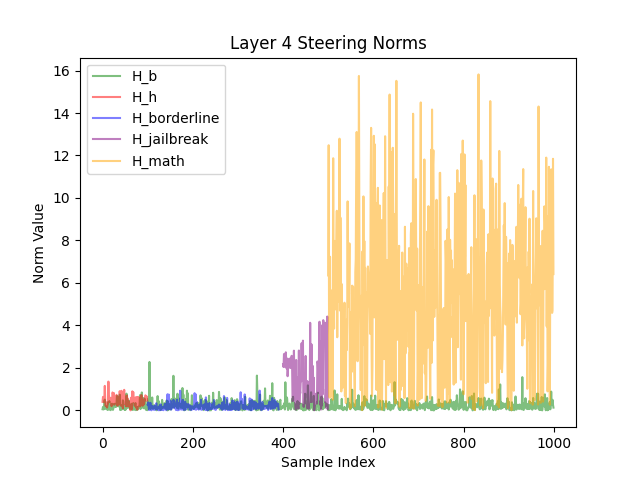 Layer 4 Steering Norms
H_b
H_h
H_borderline
H_jailbreak
H_math
Norm Value
16
14
12
10
8
6
4
2
0
0 200 400 600 800 1000
Sample Index